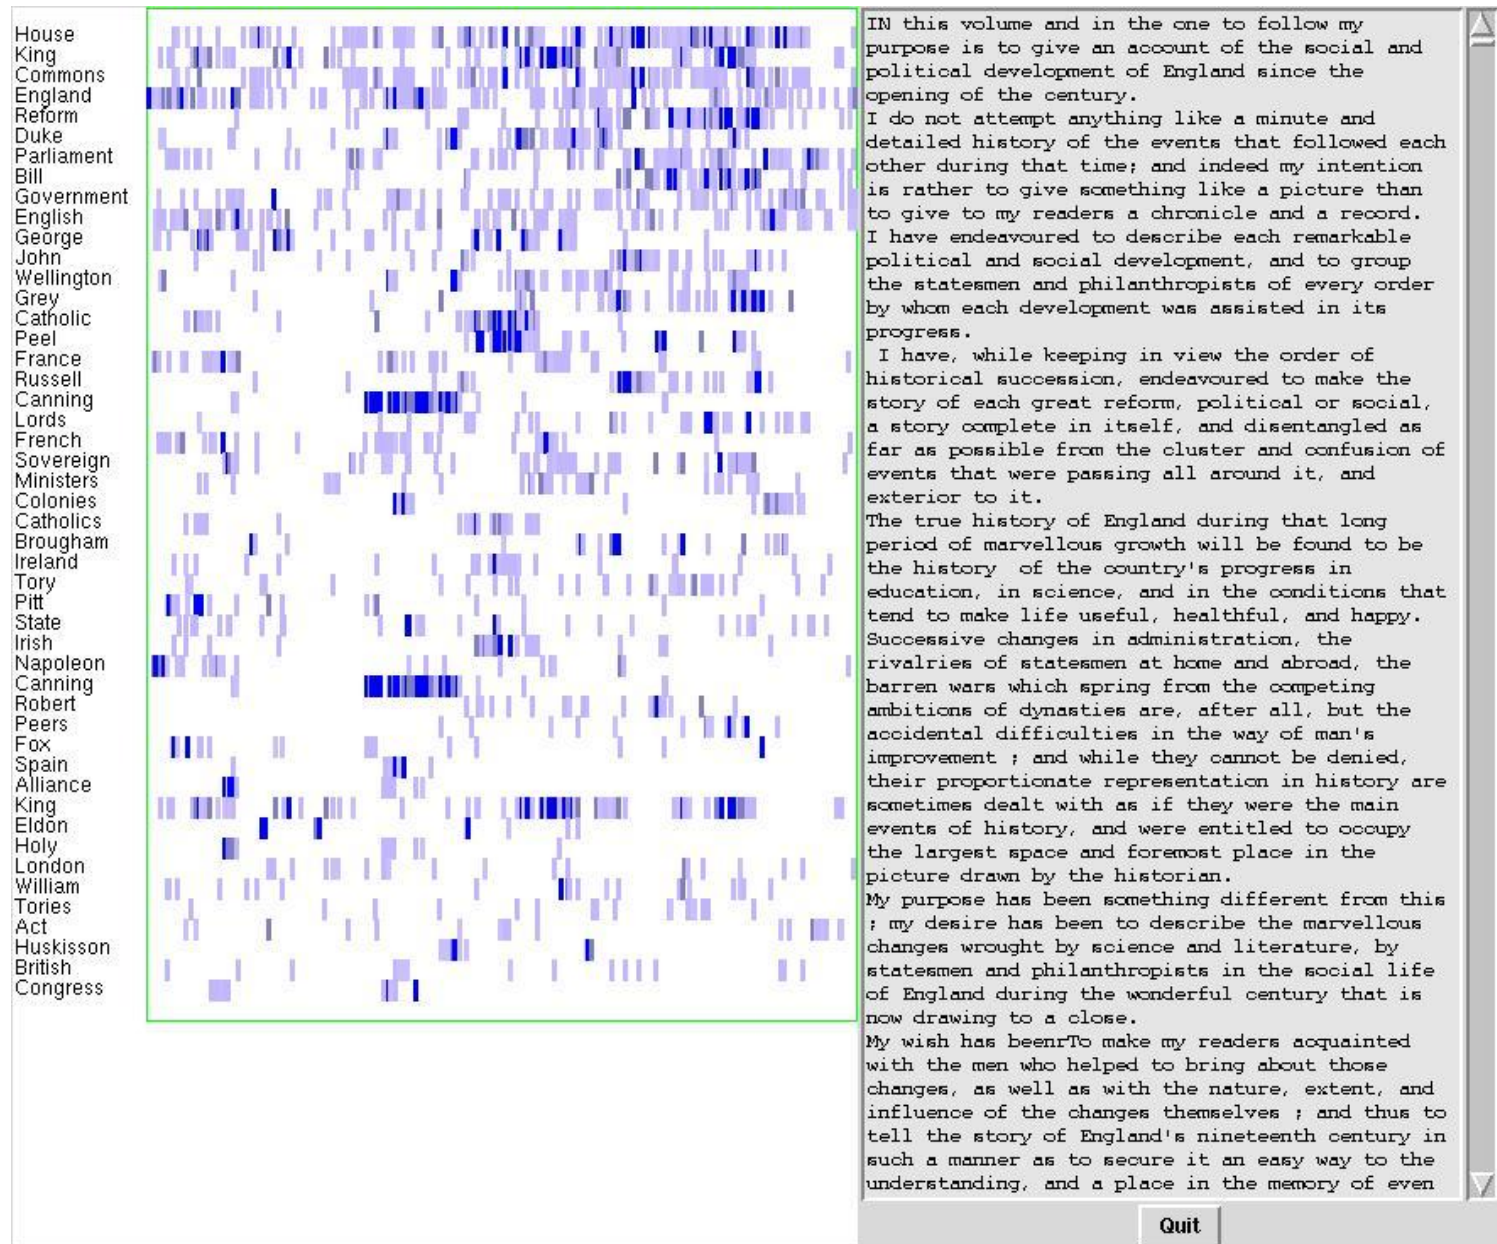 House
King
Commons
England
Reform
Duke
Parliament
Bill
Government
English
George
John
Wellington
Grey
Catholic
Peel
France
Russell
Canning
Lords
French
Sovereign
Ministers
Colonies
Catholics
Brougham
Ireland
Tory
Pitt
State
Irish
Napoleon
Canning
Robert
Peers
Fox
Spain
Alliance
King
Eldon
Holy
London
William
Tories
Act
Huskisson
British
Congress
IN this volume and in the one to follow my
purpose is to give an account of the social and
political development of England since the
opening of the century.
I do not attempt anything like a minute and
detailed history of the events that followed each
other during that time; and indeed my intention
is rather to give something like a picture than
to give to my readers a chronicle and a record.
I have endeavoured to describe each remarkable
political and social development, and to group
the statesmen and philanthropists of every order
by whom each development was assisted in its
progress.
I have, while keeping in view the order of
historical succession, endeavoured to make the
story of each great reform, political or social,
a story complete in itself, and disentangled as
far as possible from the cluster and confusion of
events that were passing all around it, and
exterior to it.
The true history of England during that long
period of marvellous growth will be found to be
the history  of the country's progress in
education, in science, and in the conditions that
tend to make life useful, healthful, and happy.
Successive changes in administration, the
rivalries of statesmen at home and abroad, the
barren wars which spring from the competing
ambitions of dynasties are, after all, but the
accidental difficulties in the way of man's
improvement ; and while they cannot be denied,
their proportionate representation in history are
sometimes dealt with as if they were the main
events of history, and were entitled to occupy
the largest space and foremost place in the
picture drawn by the historian.
My purpose has been something different from this
; my desire has been to describe the marvellous
changes wrought by science and literature, by
statesmen and philanthropists in the social life
of England during the wonderful century that is
now drawing to a close.
My wish has beenrTo make my readers acquainted
with the men who helped to bring about those
changes, as well as with the nature, extent, and
influence of the changes themselves ; and thus to
tell the story of England's nineteenth century in
such a manner as to secure it an easy way to the
understanding, and a place in the memory of even
Quit